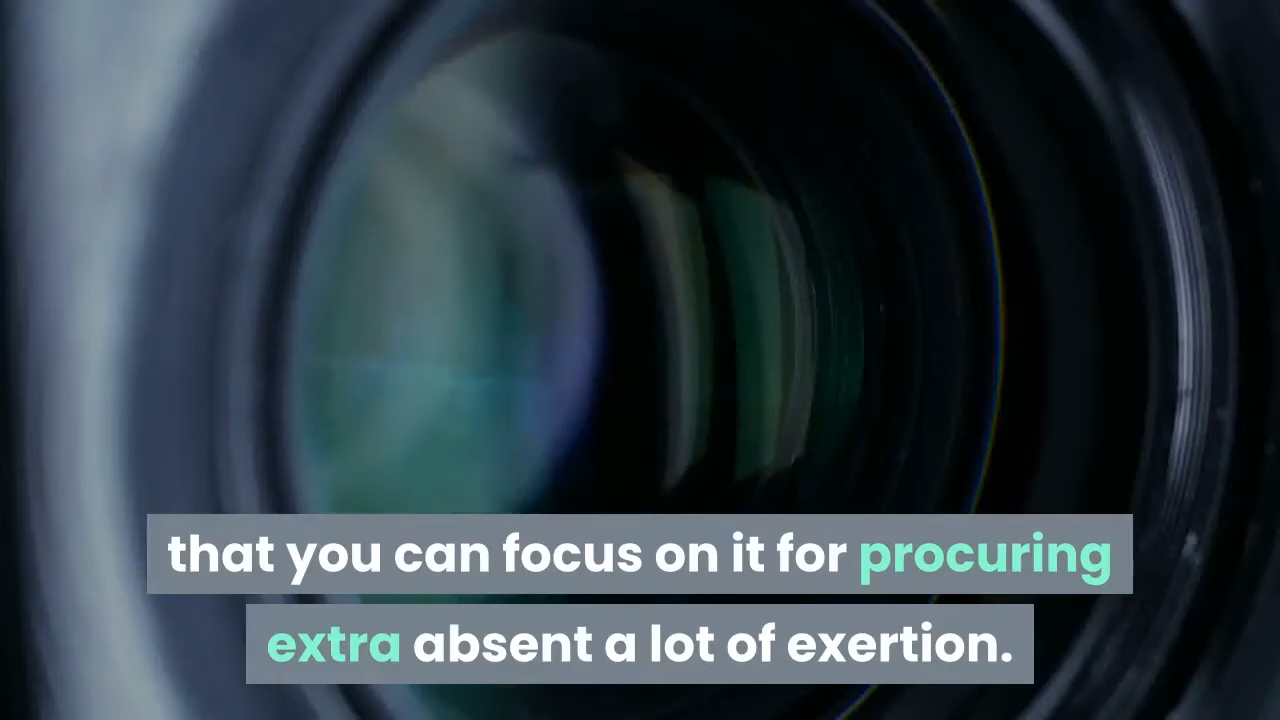 that you can focus on it for procuring
extra absent a lot of exertion.